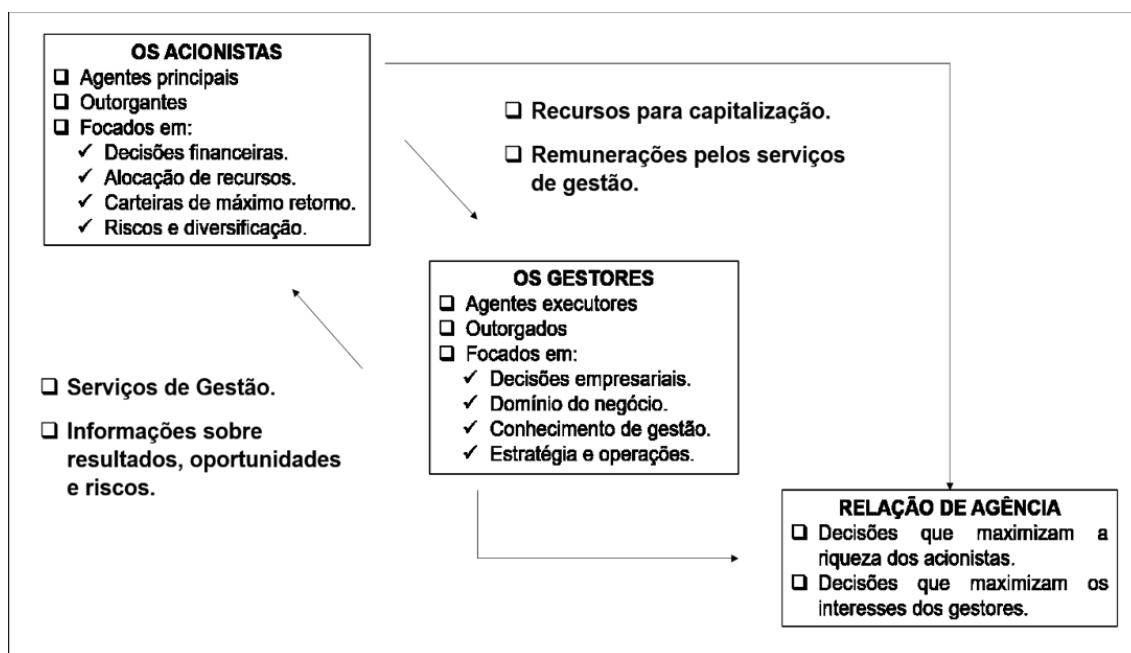 OS ACIONISTAS
❑ Agentes principais
❑ Outorgantes
❑ Focados em:
✓ Decisões financeiras.
✓ Alocação de recursos.
✓ Carteiras de máximo retorno.
✓ Riscos e diversificação.
❑ Recursos para capitalização.
❑ Remunerações pelos serviços
de gestão.
OS GESTORES
❑ Agentes executores
❑ Outorgados
❑ Focados em:
✓ Decisões empresariais.
✓ Domínio do negócio.
✓ Conhecimento de gestão.
✓ Estratégia e operações.
❑ Serviços de Gestão.
❑ Informações sobre
resultados, oportunidades
e riscos.
RELAÇÃO DE AGÊNCIA
❑ Decisões que maximizam a
riqueza dos acionistas.
❑ Decisões que maximizam os
interesses dos gestores.